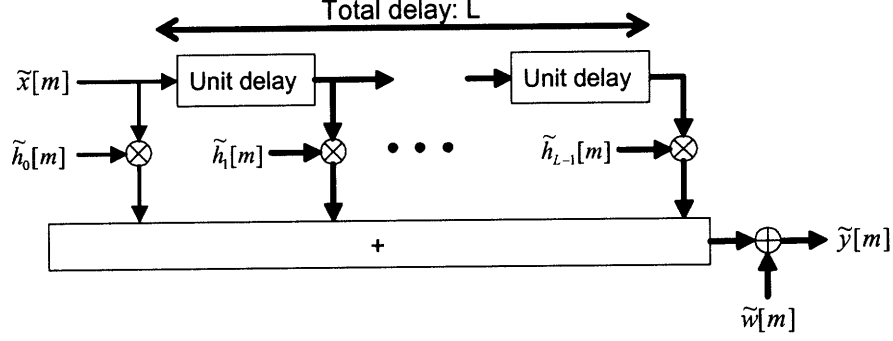 Total delay: L
x̃[m]
Unit delay
Unit delay
h̃₀[m]
h̃₁[m]
• • •
h̃_{L-1}[m]
+
ỹ[m]
w̃[m]